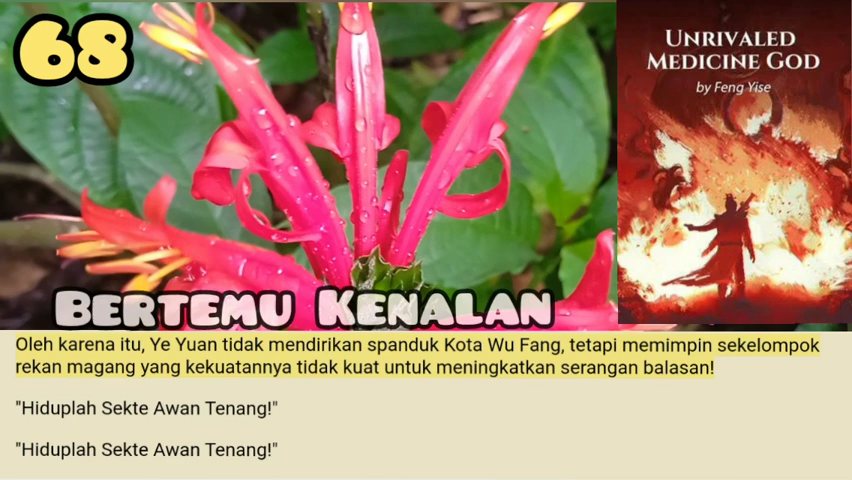 68
UNRIVALED
MEDICINE GOD
by Feng Yise
BERTEMU KENALAN
Oleh karena itu, Ye Yuan tidak mendirikan spanduk Kota Wu Fang, tetapi memimpin sekelompok
rekan magang yang kekuatannya tidak kuat untuk meningkatkan serangan balasan!
"Hiduplah Sekte Awan Tenang!"
"Hiduplah Sekte Awan Tenang!"